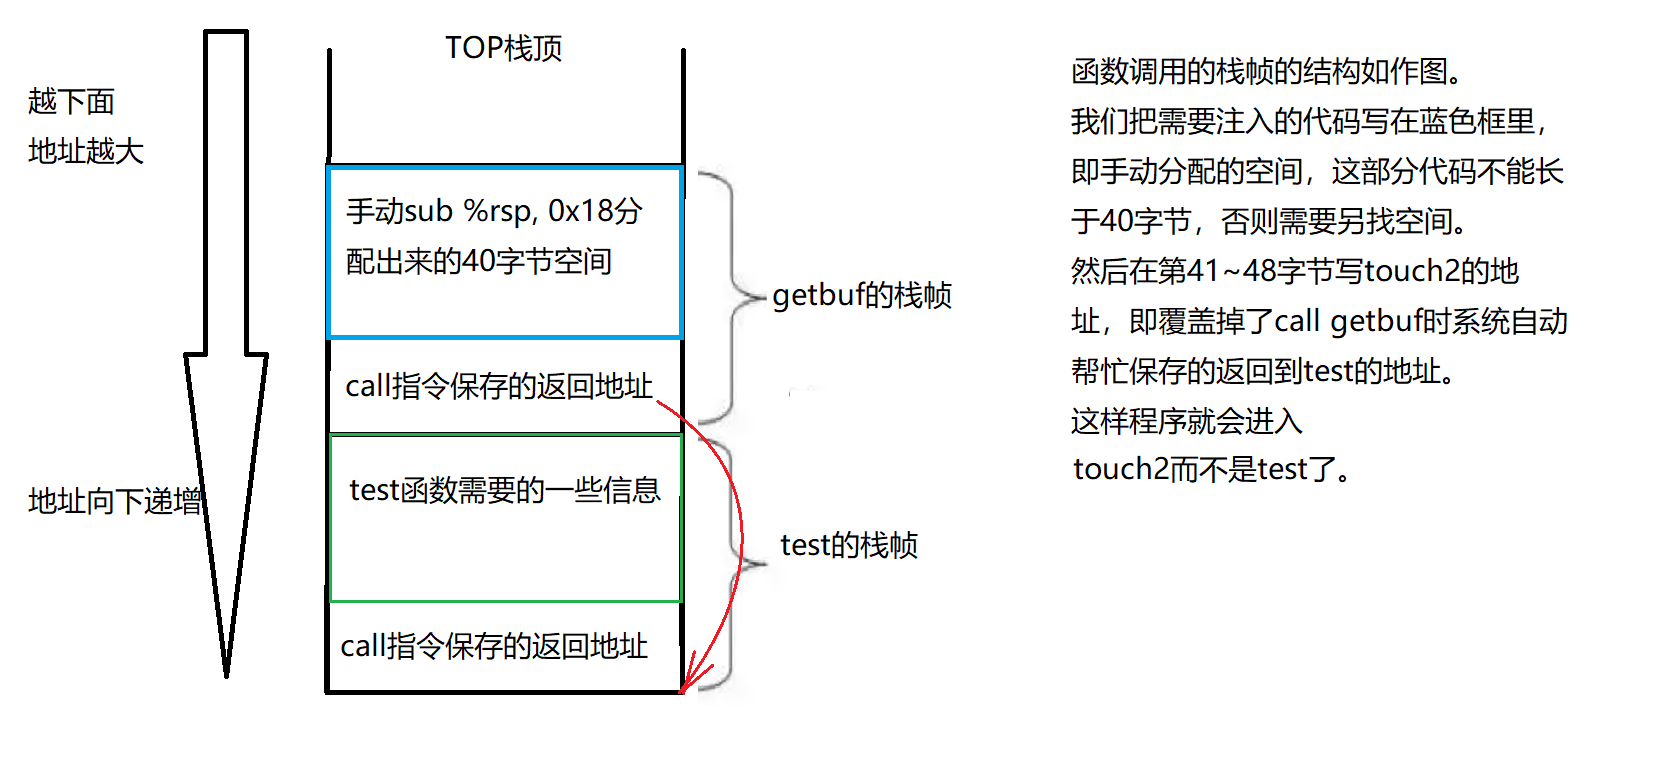 TOP栈顶
越下面
地址越大
手动sub %rsp, 0x18分
配出来的40字节空间
getbuf的栈帧
call指令保存的返回地址
地址向下递增
test函数需要的一些信息
test的栈帧
call指令保存的返回地址
函数调用的栈帧的结构如作图。
我们把需要注入的代码写在蓝色框里，
即手动分配的空间，这部分代码不能长
于40字节，否则需要另找空间。
然后在第41~48字节写touch2的地
址，即覆盖掉了call getbuf时系统自动
帮忙保存的返回到test的地址。
这样程序就会进入
touch2而不是test了。